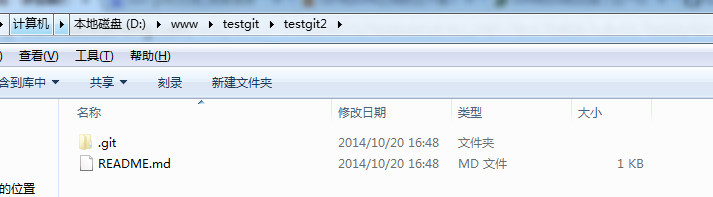 计算机 本地磁盘 (D:) www testgit testgit2
) 查看(V) 工具(T) 帮助(H)
含到库中 共享 刻录 新建文件夹
名称 修改日期 类型 大小
.git 2014/10/20 16:48 文件夹
README.md 2014/10/20 16:48 MD 文件 1 KB
的位置